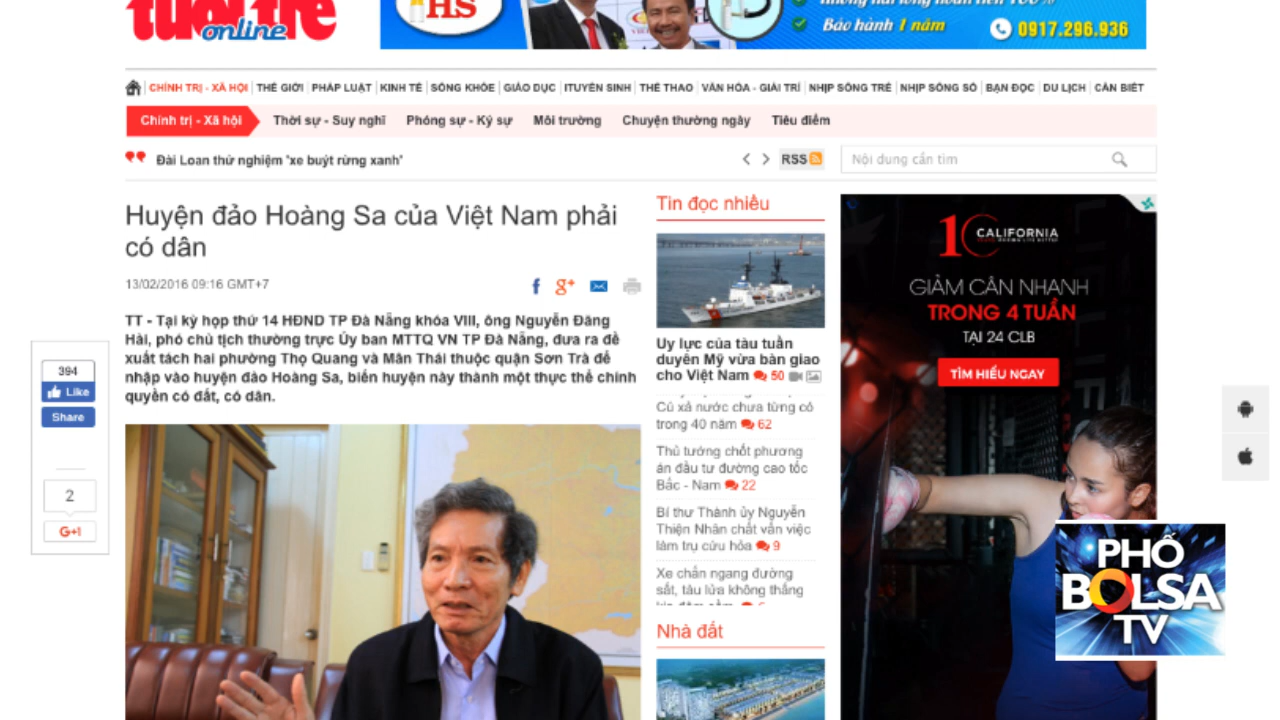 tuổi trẻ
online
HS
Bảo hành 1 năm
0917.296.936
CHÍNH TRỊ - XÃ HỘI THẾ GIỚI PHÁP LUẬT KINH TẾ SỐNG KHỎE GIÁO DỤC ITUYỂN SINH THỂ THAO VĂN HÓA - GIẢI TRÍ NHỊP SỐNG TRẺ NHỊP SỐNG SỐ BẠN ĐỌC DU LỊCH CẦN BIẾT
Chính trị - Xã hội Thời sự - Suy nghĩ Phóng sự - Ký sự Môi trường Chuyện thường ngày Tiêu điểm
Đài Loan thử nghiệm 'xe buýt rừng xanh'
RSS
Nội dung cần tìm
Huyện đảo Hoàng Sa của Việt Nam phải
có dân
13/02/2016 09:16 GMT+7
TT - Tại kỳ họp thứ 14 HĐND TP Đà Nẵng khóa VIII, ông Nguyễn Đăng
Hải, phó chủ tịch thường trực Ủy ban MTTQ VN TP Đà Nẵng, đưa ra đề
xuất tách hai phường Thọ Quang và Mân Thái thuộc quận Sơn Trà để
nhập vào huyện đảo Hoàng Sa, biến huyện này thành một thực thể chính
quyền có đất, có dân.
394
Like
Share
2
G+1
Tin đọc nhiều
Uy lực của tàu tuần
duyên Mỹ vừa bàn giao
cho Việt Nam 50
Cú xả nước chưa từng có
trong 40 năm 62
Thủ tướng chốt phương
án đầu tư đường cao tốc
Bắc - Nam 22
Bí thư Thành ủy Nguyễn
Thiện Nhân chất vấn việc
làm trụ cứu hỏa 9
Xe chắn ngang đường
sắt, tàu lửa không thắng
Nhà đất
10 CALIFORNIA
GIẢM CÂN NHANH
TRONG 4 TUẦN
TẠI 24 CLB
TÌM HIỂU NGAY
PHỐ
BOLSA
TV